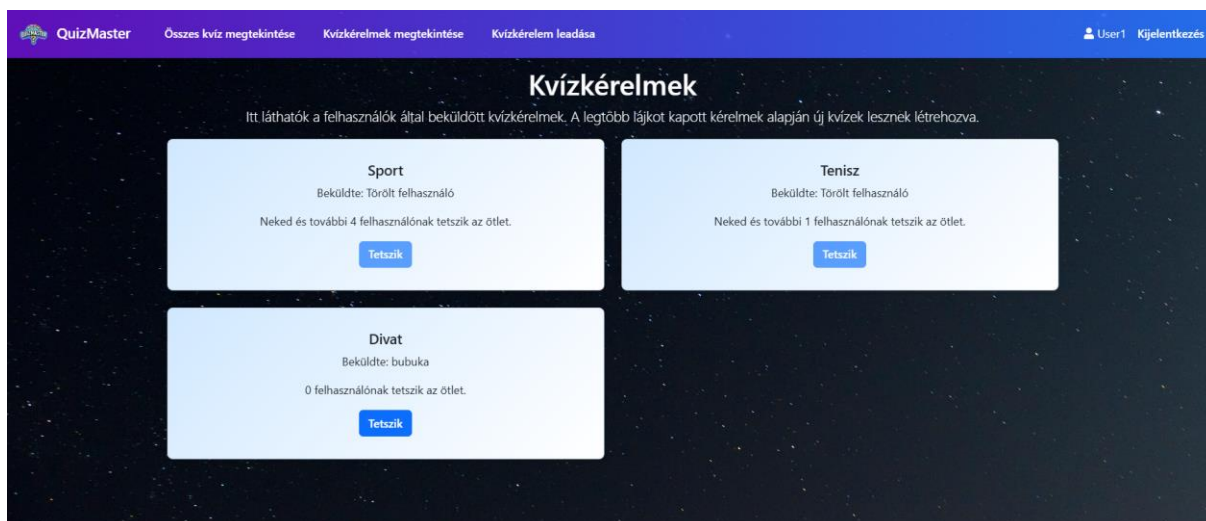 QuizMaster Összes kvíz megtekintése Kvízkérelmek megtekintése Kvízkérelem leadása User1 Kijelentkezés
Kvízkérelmek
Itt láthatók a felhasználók által beküldött kvízkérelmek. A legtöbb lájkot kapott kérelmek alapján új kvízek lesznek létrehozva.
Sport
Beküldte: Törölt felhasználó
Neked és további 4 felhasználónak tetszik az ötlet.
Tetszik
Tenisz
Beküldte: Törölt felhasználó
Neked és további 1 felhasználónak tetszik az ötlet.
Tetszik
Divat
Beküldte: bubuka
0 felhasználónak tetszik az ötlet.
Tetszik